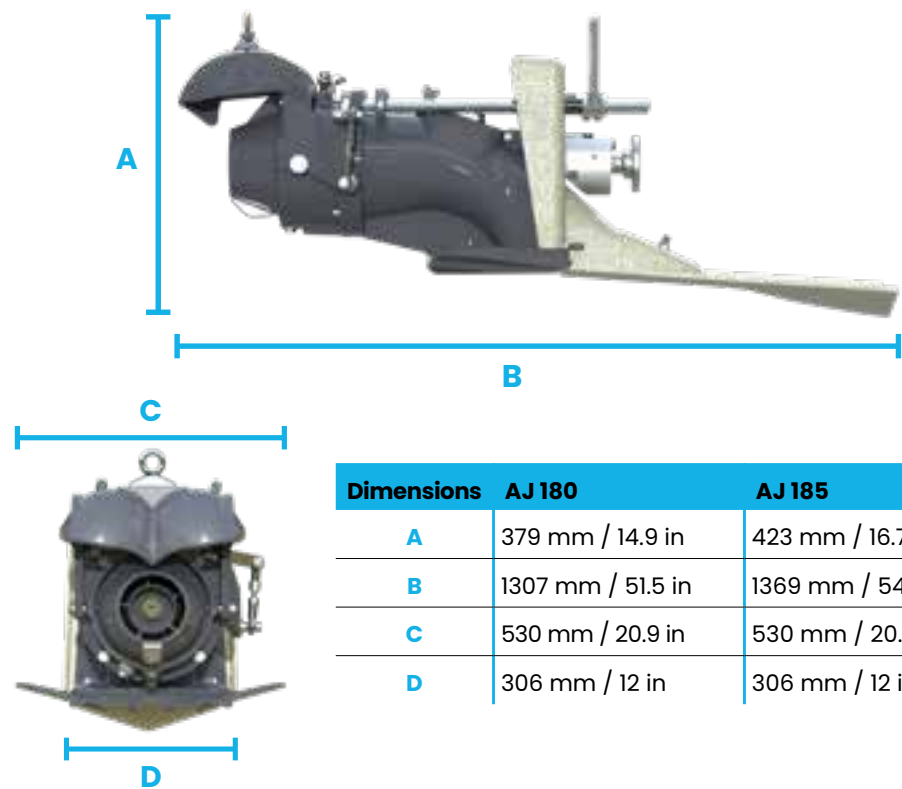 A
B
C
D
Dimensions AJ 180 AJ 185
A 379 mm / 14.9 in 423 mm / 16.7
B 1307 mm / 51.5 in 1369 mm / 54
C 530 mm / 20.9 in 530 mm / 20.
D 306 mm / 12 in 306 mm / 12 i